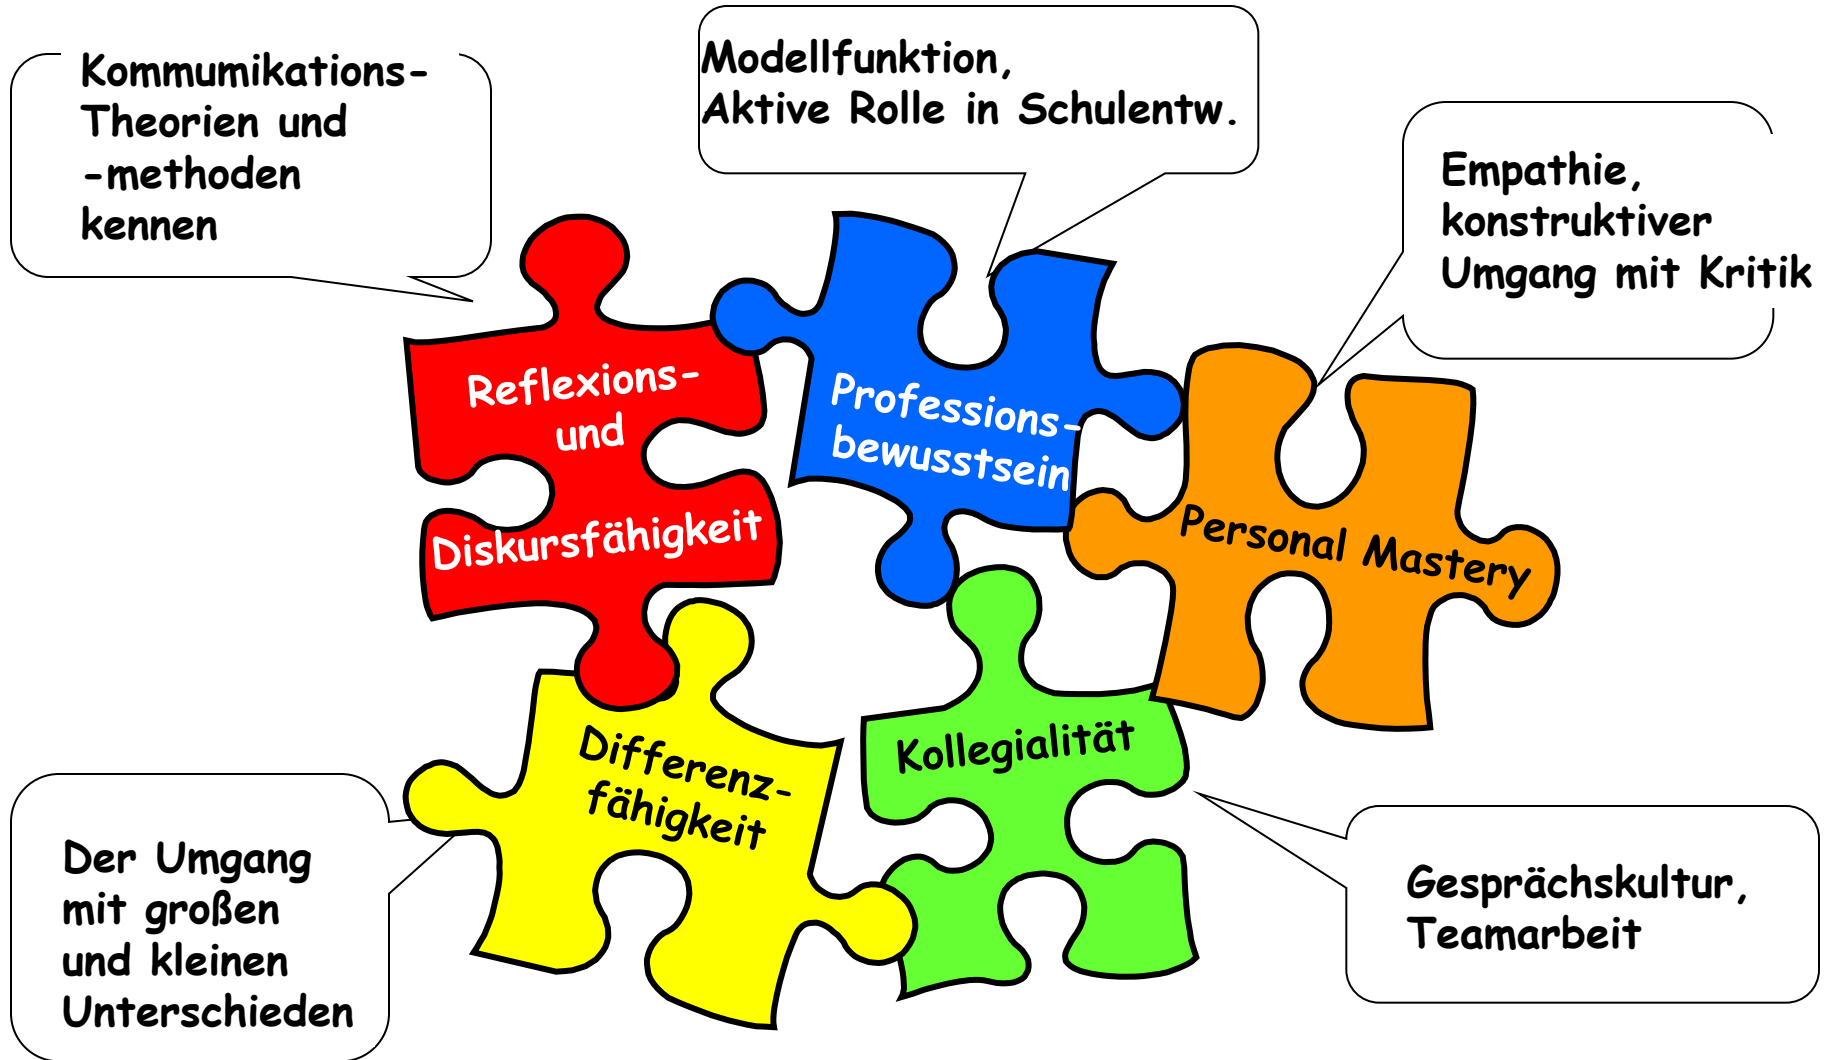 Kommumikations-
Theorien und
-methoden
kennen
Modellfunktion,
Aktive Rolle in Schulentw.
Empathie,
konstruktiver
Umgang mit Kritik
Reflexions-
und
Diskursfähigkeit
Professions-
bewusstsein
Personal Mastery
Differenz-
fähigkeit
Kollegialität
Der Umgang
mit großen
und kleinen
Unterschieden
Gesprächskultur,
Teamarbeit